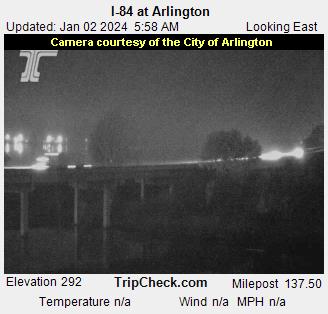 I-84 at Arlington
Updated: Jan 02 2024 5:58 AM Looking East
Camera courtesy of the City of Arlington
Elevation 292 TripCheck.com Milepost 137.50
Temperature n/a Wind n/a MPH n/a